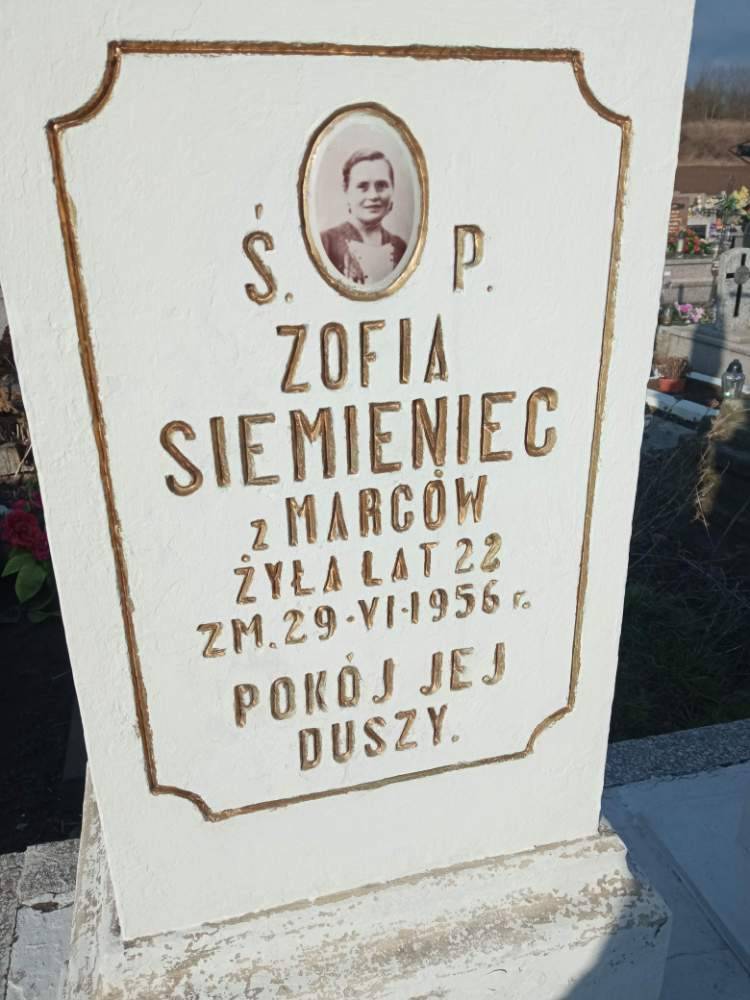 Ś. P.
ZOFIA
SIEMIENIEC
z MARCÓW
ŻYŁA LAT 22
ZM. 29·VI·1956 r.
POKÓJ JEJ
DUSZY.